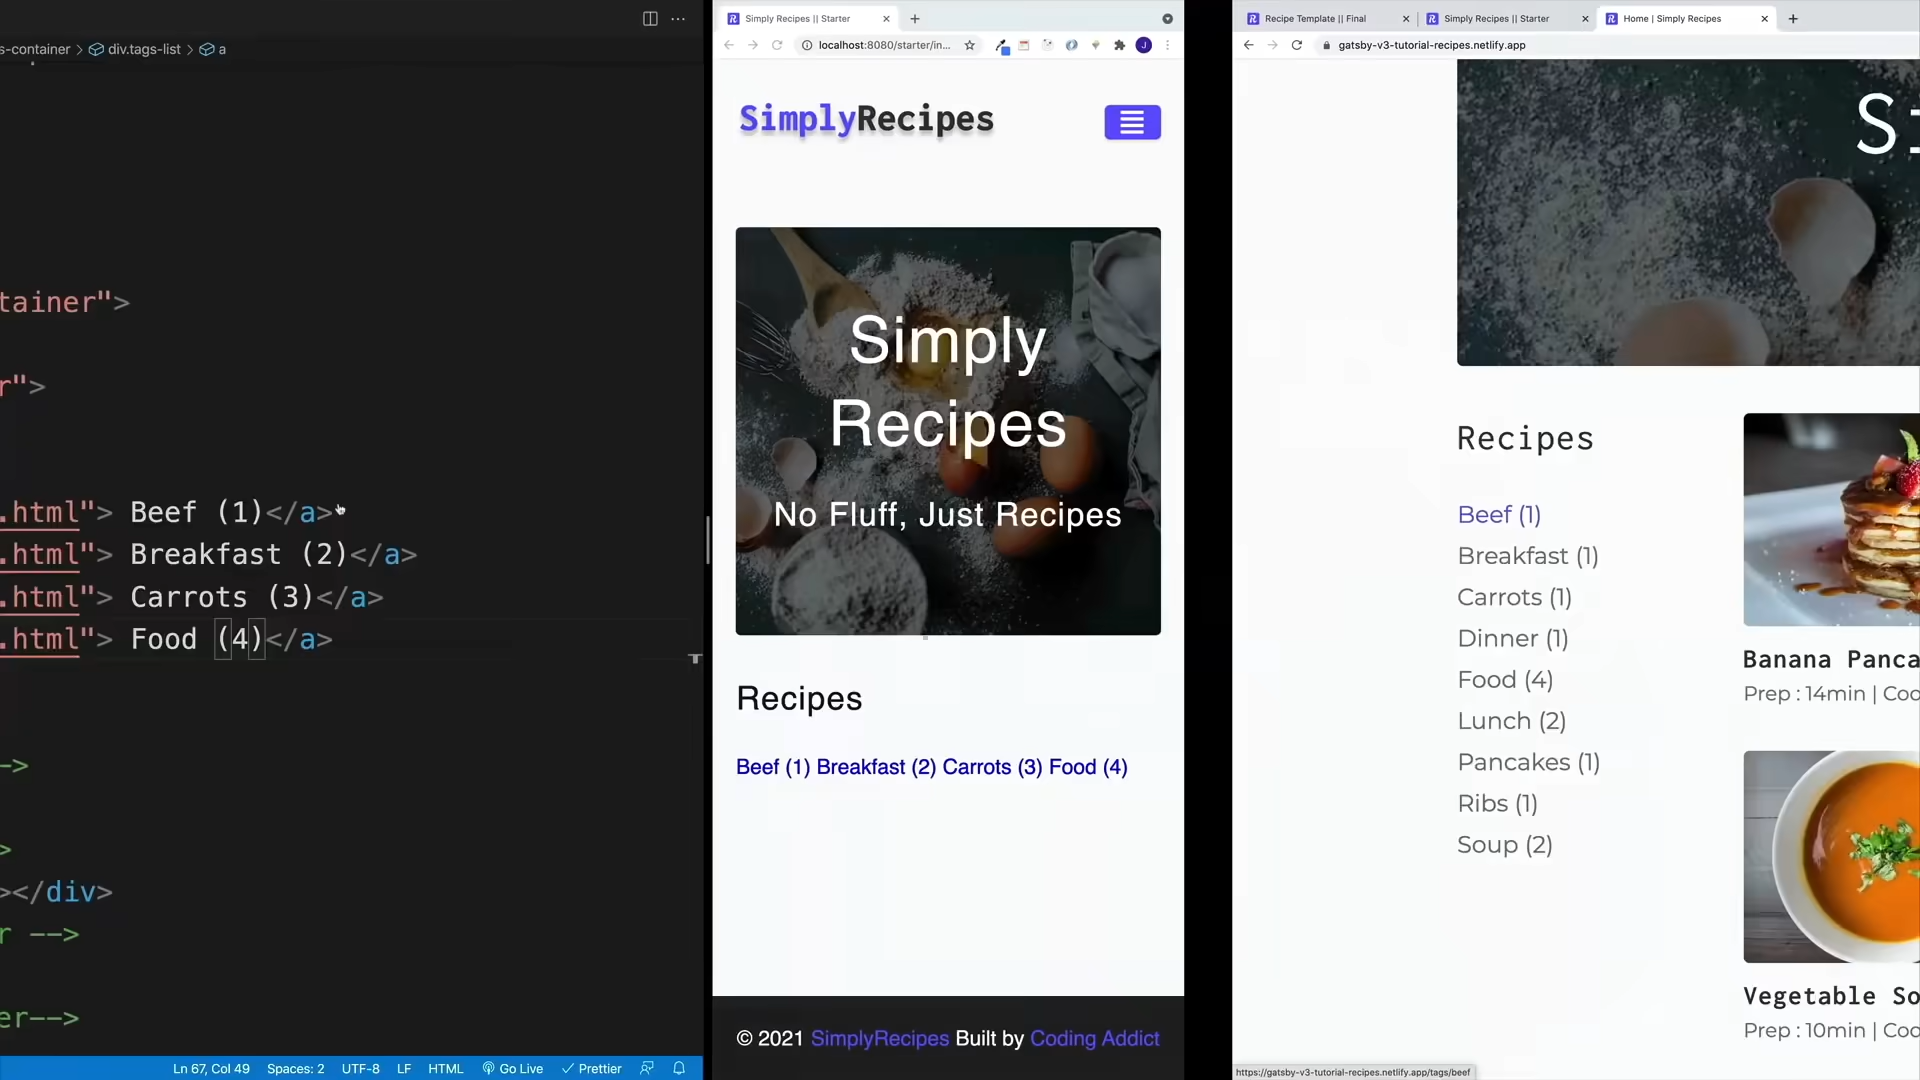 s-container > div.tags-list > a
tainer">
r">
.html"> Beef (1)</a>
.html"> Breakfast (2)</a>
.html"> Carrots (3)</a>
.html"> Food (4)</a>
-->
>
></div>
r -->
er-->
Ln 67, Col 49 Spaces: 2 UTF-8 LF HTML Go Live Prettier
Simply Recipes || Starter
localhost:8080/starter/in...
J
SimplyRecipes
Simply
Recipes
No Fluff, Just Recipes
Recipes
Beef (1) Breakfast (2) Carrots (3) Food (4)
© 2021 SimplyRecipes Built by Coding Addict
Recipe Template || Final
Simply Recipes || Starter
Home | Simply Recipes
gatsby-v3-tutorial-recipes.netlify.app
Si
Recipes
Beef (1)
Breakfast (1)
Carrots (1)
Dinner (1)
Food (4)
Lunch (2)
Pancakes (1)
Ribs (1)
Soup (2)
Banana Panca
Prep : 14min | Coo
Vegetable So
Prep : 10min | Coo
https://gatsby-v3-tutorial-recipes.netlify.app/tags/beef